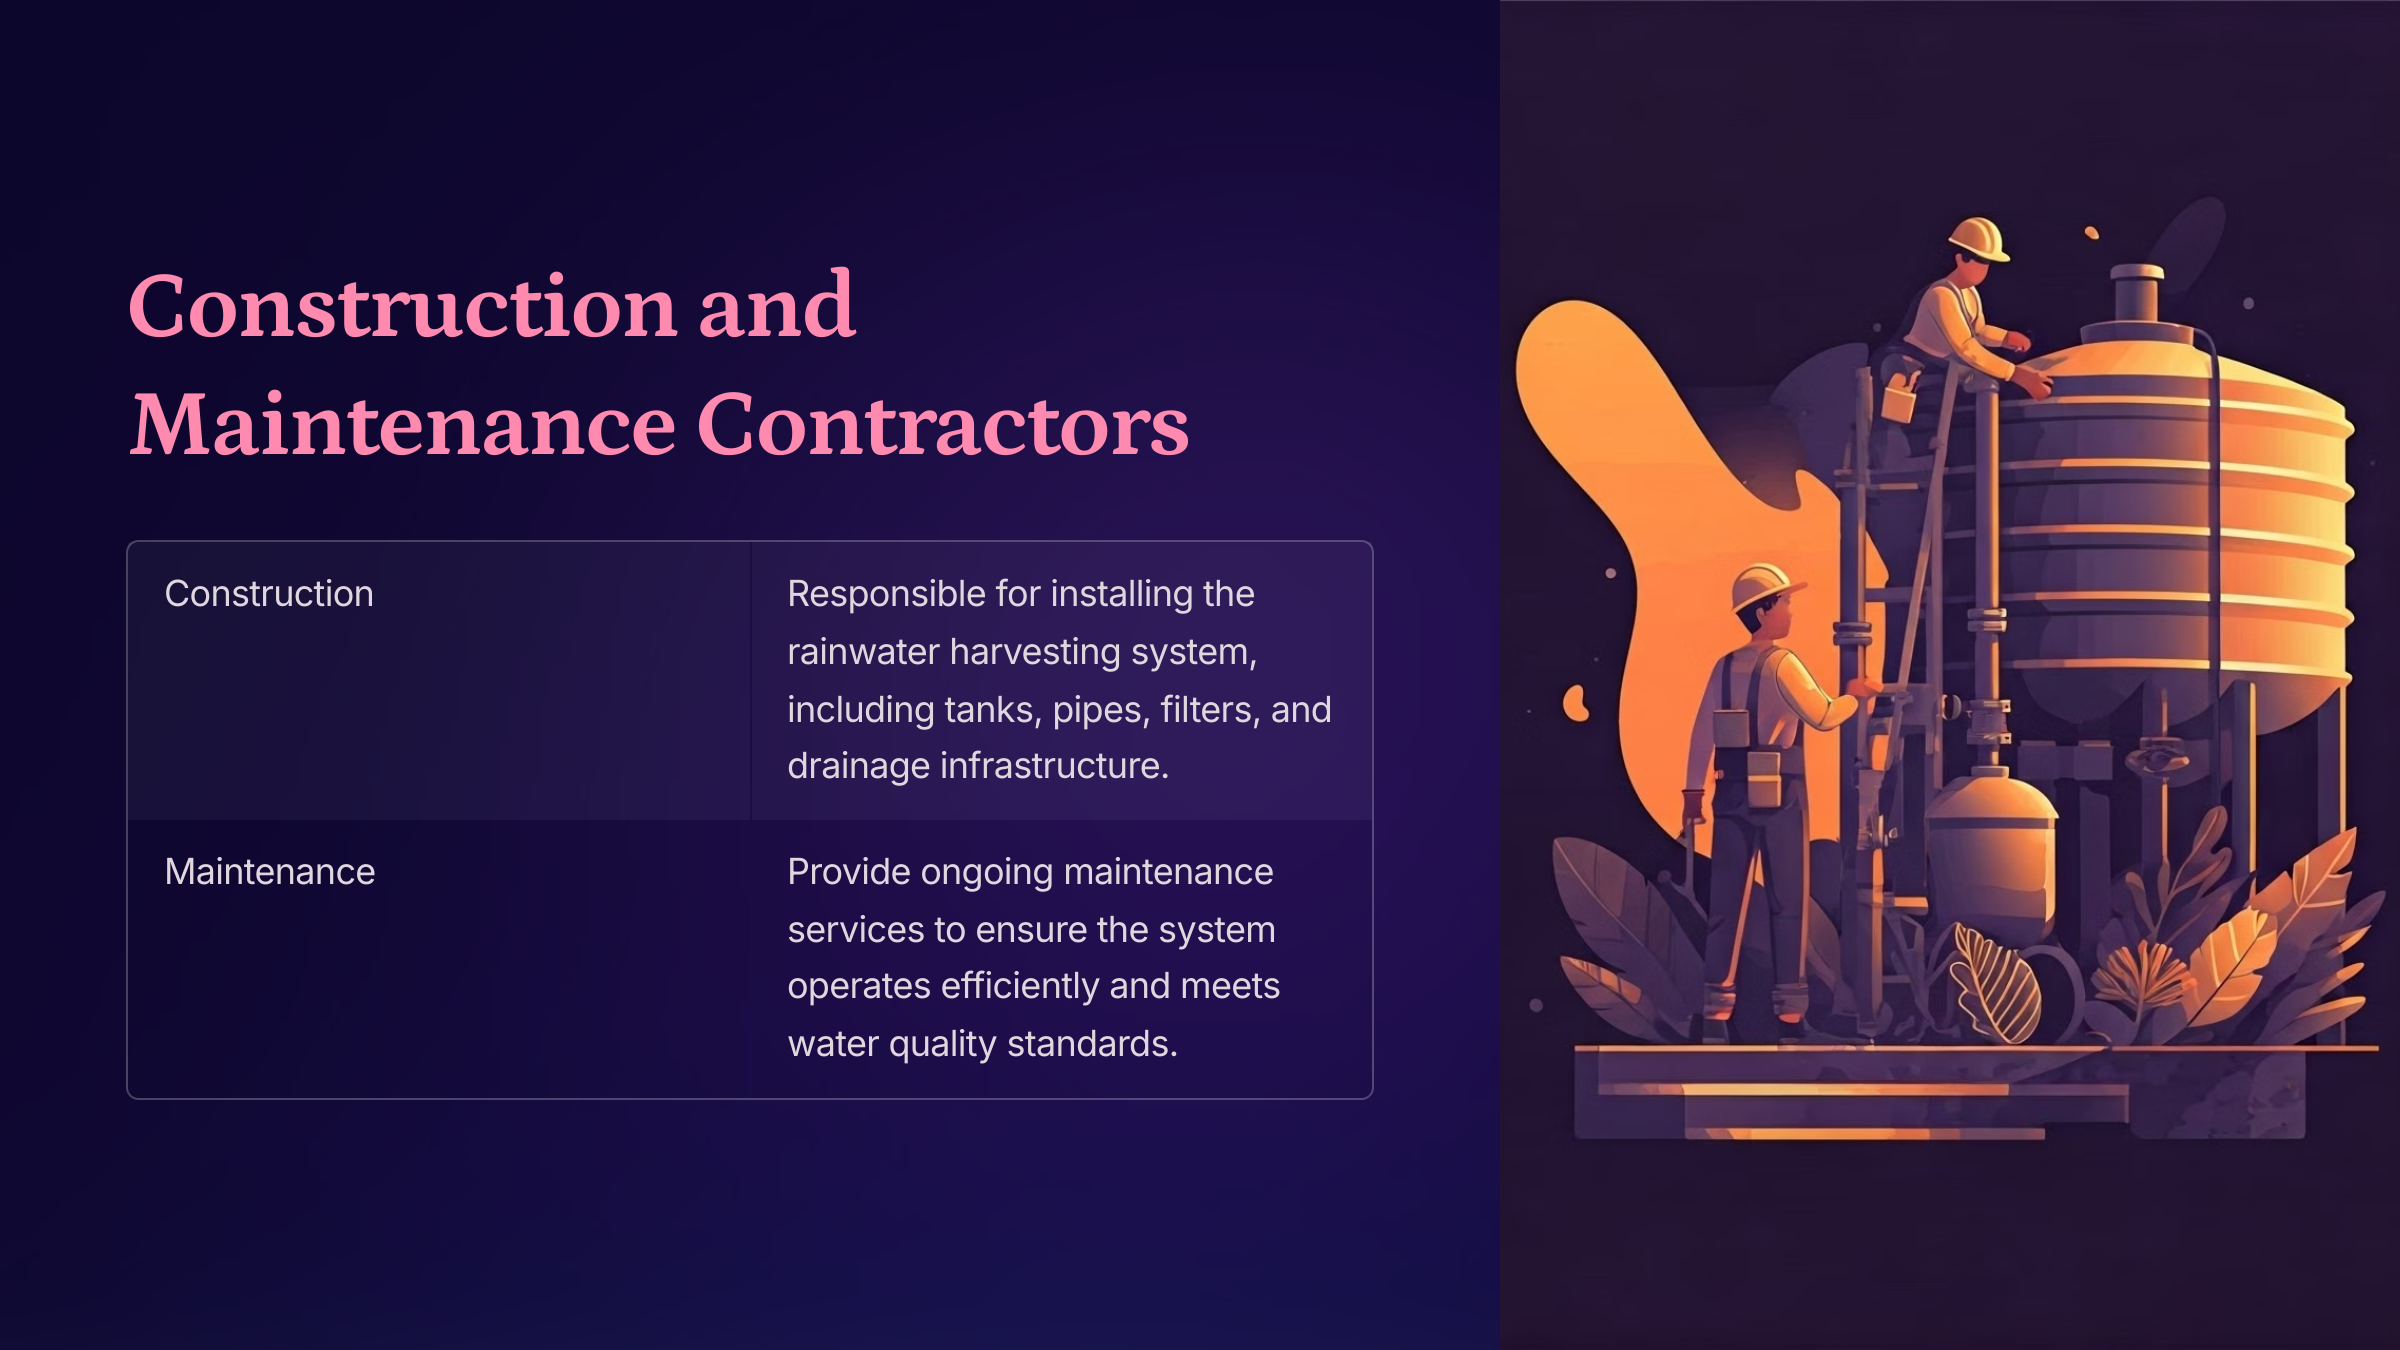 Construction and
Maintenance Contractors
Construction
Responsible for installing the
rainwater harvesting system,
including tanks, pipes, filters, and
drainage infrastructure.
Maintenance
Provide ongoing maintenance
services to ensure the system
operates efficiently and meets
water quality standards.